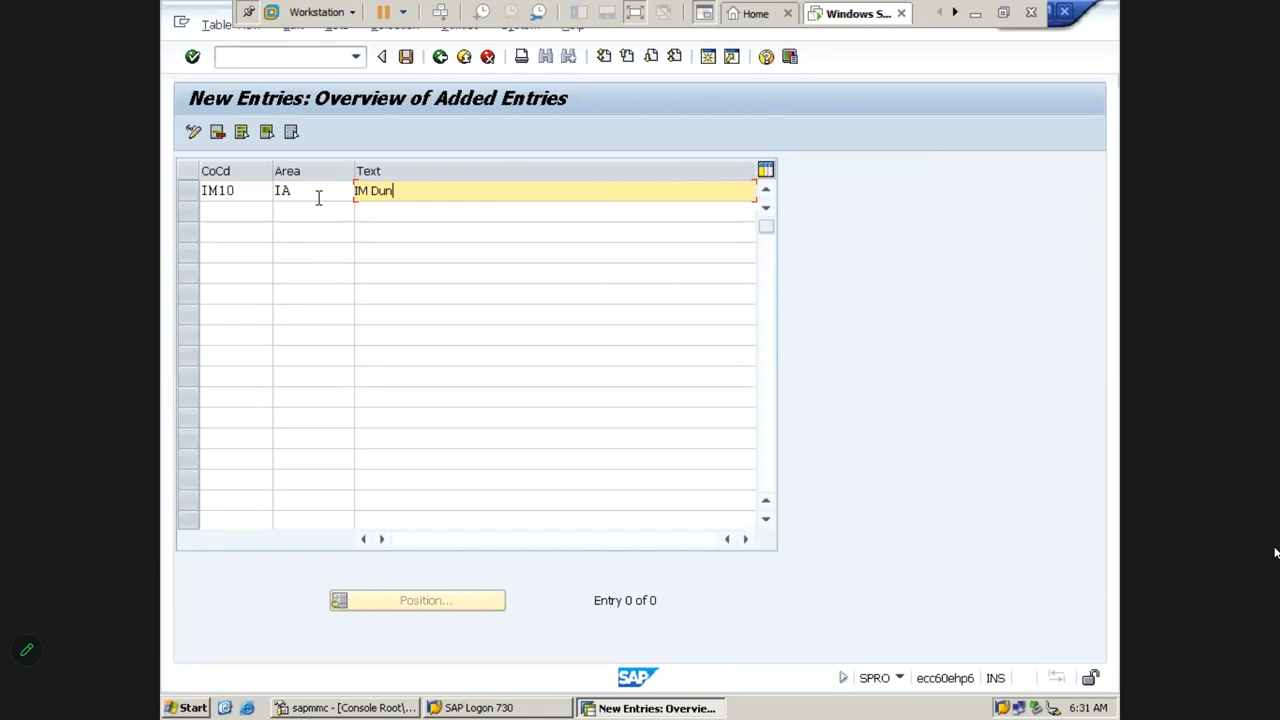 Workstation
Home
Windows S...
Table
New Entries: Overview of Added Entries
CoCd Area Text
IM10 IA IM Dun
Position... Entry 0 of 0
SAP SPRO ecc60ehp6 INS
Start sapmmc - [Console Root\... SAP Logon 730 New Entries: Overvie... 6:31 AM